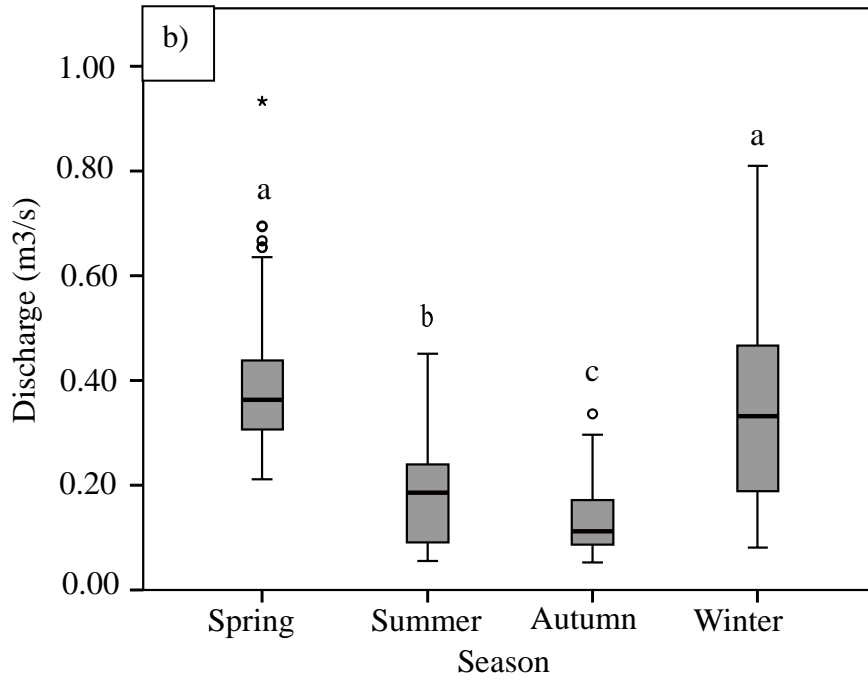 b)
1.00
0.80
0.60
0.40
0.20
0.00
Discharge (m3/s)
*
a
b
c
a
Spring Summer Autumn Winter
Season